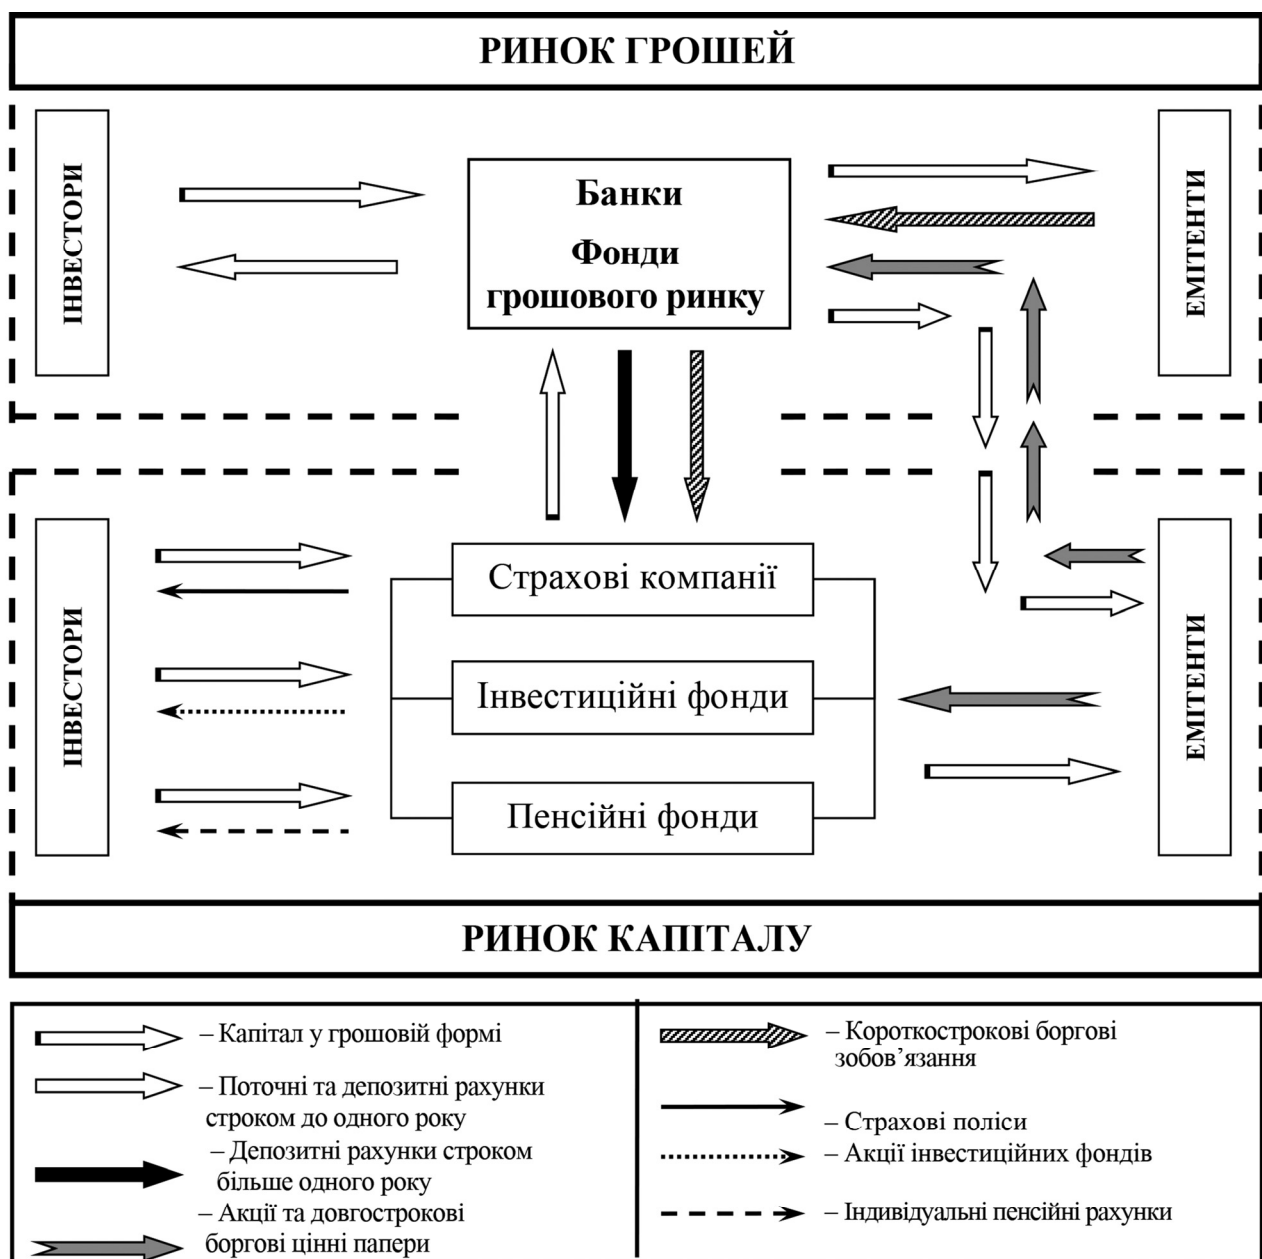 РИНОК ГРОШЕЙ
ІНВЕСТОРИ
Банки
Фонди
грошового ринку
ЕМІТЕНТИ
ІНВЕСТОРИ
Страхові компанії
Інвестиційні фонди
Пенсійні фонди
ЕМІТЕНТИ
РИНОК КАПІТАЛУ
– Капітал у грошовій формі
– Поточні та депозитні рахунки
строком до одного року
– Депозитні рахунки строком
більше одного року
– Акції та довгострокові
боргові цінні папери
– Короткострокові боргові
зобов’язання
– Страхові поліси
– Акції інвестиційних фондів
– Індивідуальні пенсійні рахунки